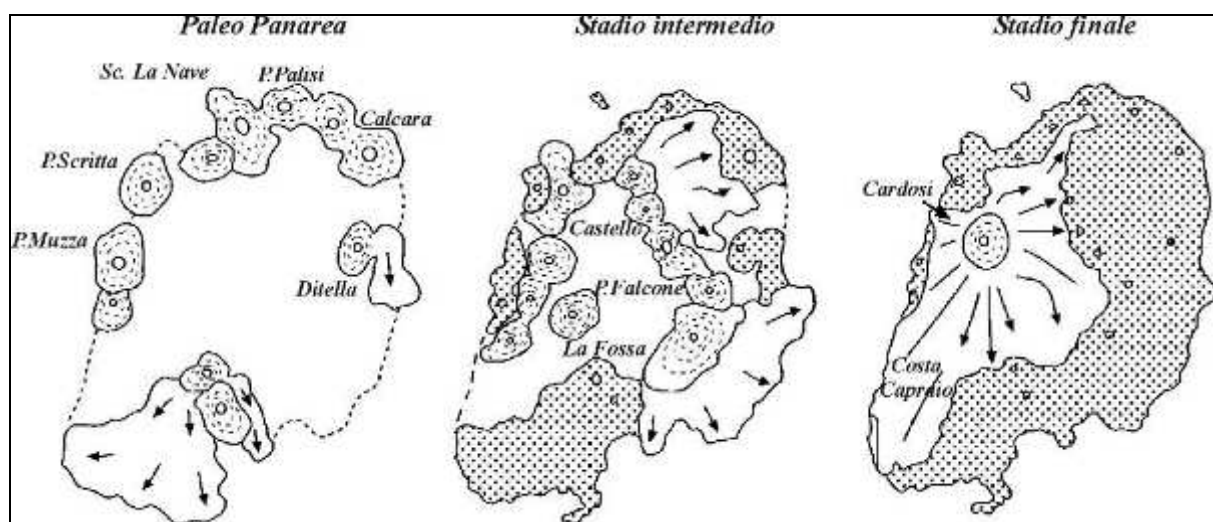 Paleo Panarea
Sc. La Nave
P.Palisi
Calcara
P.Scritta
P.Muzza
Ditella
Stadio intermedio
Castello
P.Falcone
La Fossa
Stadio finale
Cardosi
Costa
Capraio